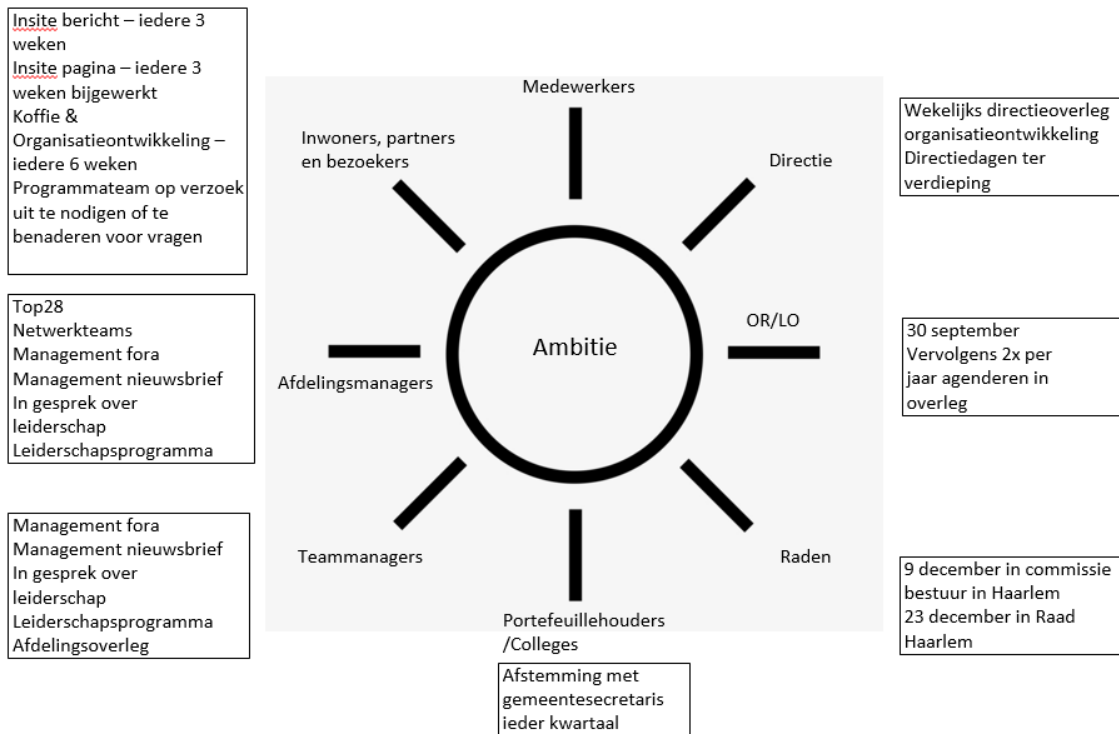 Insite bericht – iedere 3
weken
Insite pagina – iedere 3
weken bijgewerkt
Koffie &
Organisatieontwikkeling –
iedere 6 weken
Programmateam op verzoek
uit te nodigen of te
benaderen voor vragen
Top28
Netwerkteams
Management fora
Management nieuwsbrief
In gesprek over
leiderschap
Leiderschapsprogramma
Management fora
Management nieuwsbrief
In gesprek over
leiderschap
Leiderschapsprogramma
Afdelingsoverleg
Medewerkers
Inwoners, partners
en bezoekers
Directie
OR/LO
Ambitie
Afdelingsmanagers
Teammanagers
Raden
Portefeuillehouders
/Colleges
Afstemming met
gemeentesecretaris
ieder kwartaal
Wekelijks directieoverleg
organisatieontwikkeling
Directiedagen ter
verdieping
30 september
Vervolgens 2x per
jaar agenderen in
overleg
9 december in commissie
bestuur in Haarlem
23 december in Raad
Haarlem